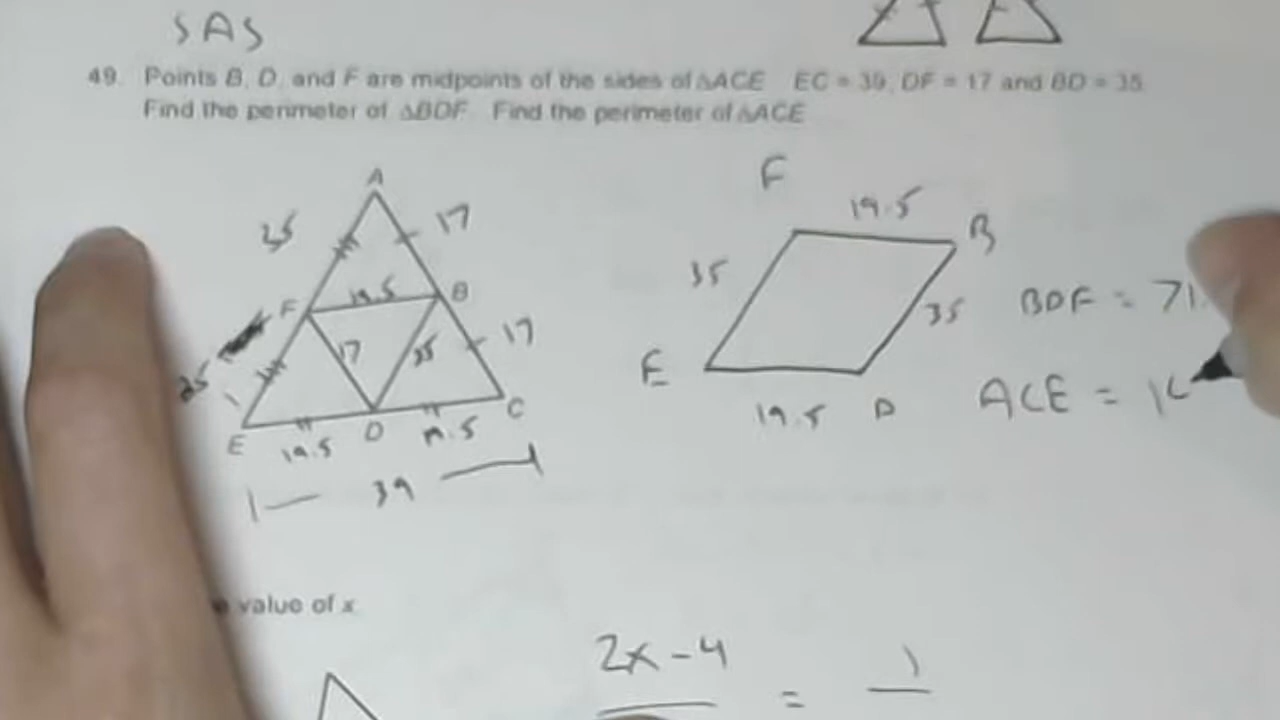 SAS
49. Points B, D, and F are midpoints of the sides of △ACE EC = 39, DF = 17 and BD = 35.
Find the perimeter of △BDF. Find the perimeter of △ACE
A
35
17
F
19.5
B
35
17
35
17
E
19.5
D
19.5
C
39
F
19.5
B
35
35
E
19.5
D
BDF = 71.
ACE = 14
value of x
2x - 4
=
1